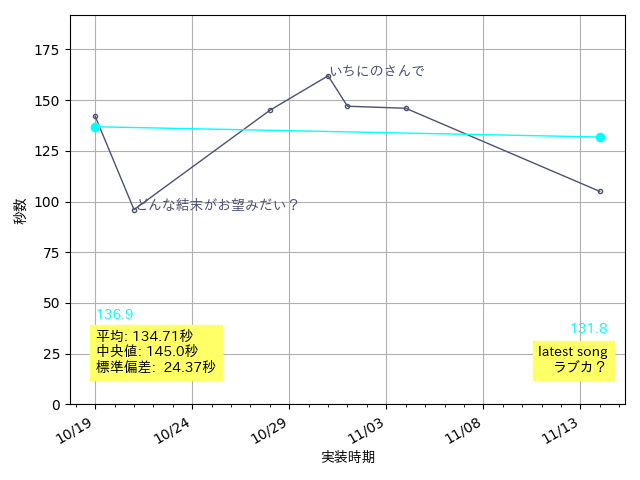 175
150
125
100
75
50
25
0
秒数
いちにのさんで
どんな結末がお望みだい？
136.9
131.8
平均: 134.71秒
中央値: 145.0秒
標準偏差: 24.37秒
latest song
ラブカ？
10/19
10/24
10/29
11/03
11/08
11/13
実装時期